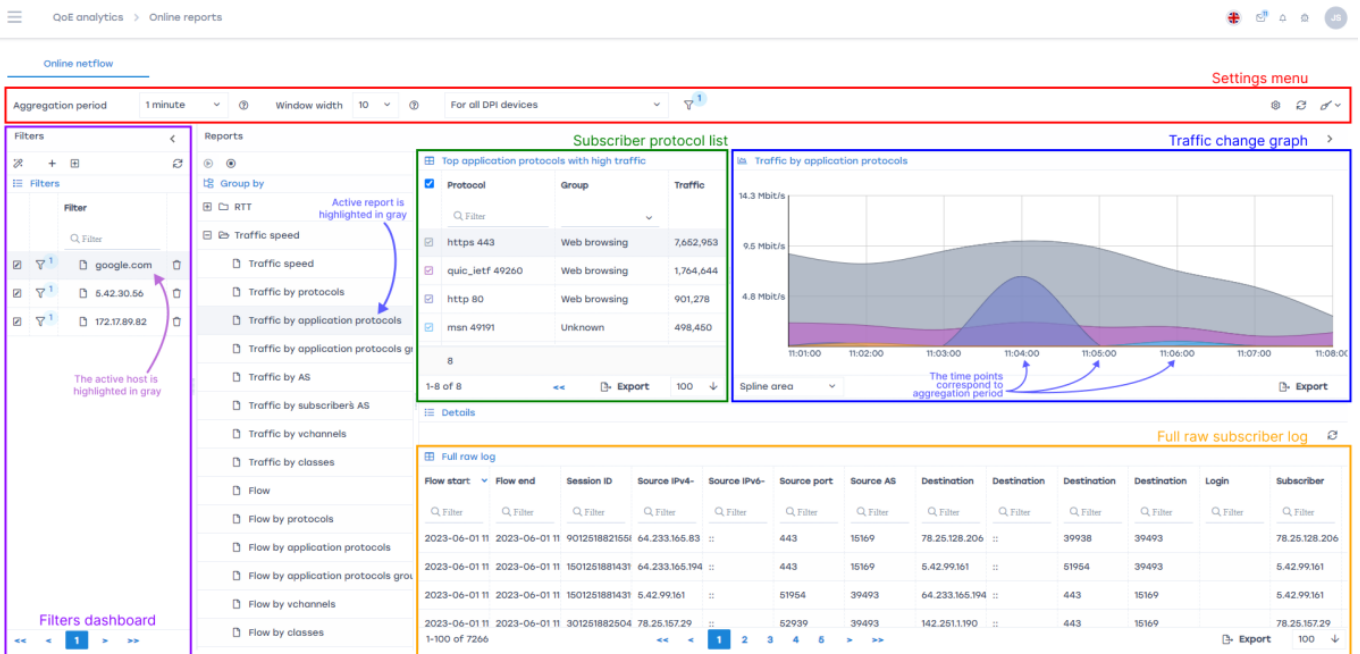 QoE analytics > Online reports
11
JS
Online netflow
Settings menu
Aggregation period 1 minute Window width 10 For all DPI devices 1
Filters
Reports
Subscriber protocol list
Traffic change graph
Filters
Filter
Filter
1 google.com
1 5.42.30.56
1 172.17.89.82
The active host is
highlighted in gray
Filters dashboard
<< < 1 > >>
Group by
RTT
Active report is
highlighted in gray
Traffic speed
Traffic speed
Traffic by protocols
Traffic by application protocols
Traffic by application protocols gr
Traffic by AS
Traffic by subscriber's AS
Traffic by vchannels
Traffic by classes
Flow
Flow by protocols
Flow by application protocols
Flow by application protocols grou
Flow by vchannels
Flow by classes
Top application protocols with high traffic
Protocol Group Traffic
Filter
https 443 Web browsing 7,652,953
quic_ietf 49260 Web browsing 1,764,644
http 80 Web browsing 901,278
msn 49191 Unknown 498,450
8
1-8 of 8 << Export 100
Traffic by application protocols
14.3 Mbit/s
9.5 Mbit/s
4.8 Mbit/s
11:01:00 11:02:00 11:03:00 11:04:00 11:05:00 11:06:00 11:07:00 11:08:00
The time points
correspond to
aggregation period
Spline area Export
Details
Full raw subscriber log
Full raw log
Flow start Flow end Session ID Source IPv4- Source IPv6- Source port Source AS Destination Destination Destination Destination Login Subscriber
Filter Filter Filter Filter Filter Filter Filter Filter Filter Filter Filter Filter Filter
2023-06-01 11 2023-06-01 11 9012518821558 64.233.165.83 :: 443 15169 78.25.128.206 :: 39938 39493 78.25.128.206
2023-06-01 11 2023-06-01 11 1501251881431 64.233.165.194 :: 443 15169 5.42.99.161 :: 51954 39493 5.42.99.161
2023-06-01 11 2023-06-01 11 1501251881431 5.42.99.161 :: 51954 39493 64.233.165.194 :: 443 15169 5.42.99.161
2023-06-01 11 2023-06-01 11 301251882504 78.25.157.29 :: 52939 39493 142.251.1.190 :: 443 15169 78.25.157.29
1-100 of 7266 << < 1 2 3 4 5 > >> Export 100